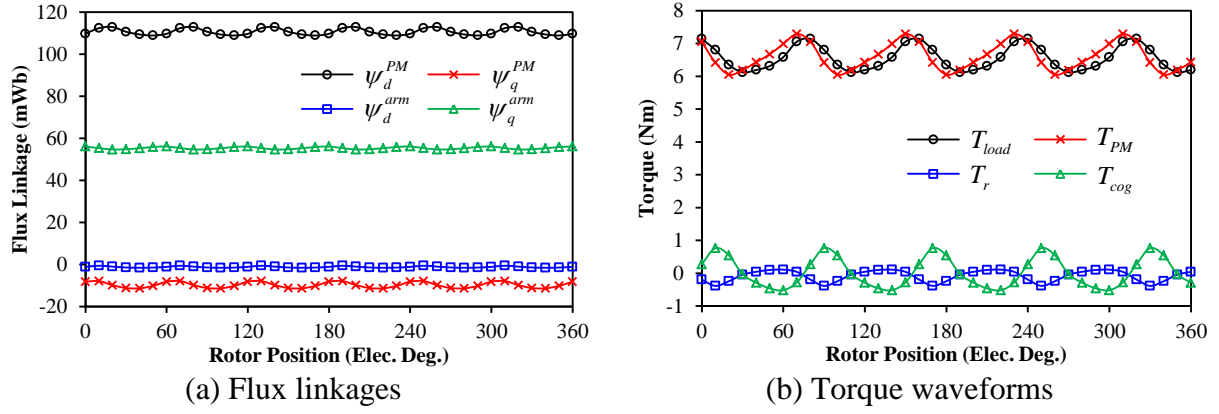 120
100
80
60
40
20
0
-20
Flux Linkage (mWb)
ψ_d^PM ψ_q^PM
ψ_d^arm ψ_q^arm
0 60 120 180 240 300 360
Rotor Position (Elec. Deg.)
(a) Flux linkages
8
7
6
5
4
3
2
1
0
-1
Torque (Nm)
T_load T_PM
T_r T_cog
0 60 120 180 240 300 360
Rotor Position (Elec. Deg.)
(b) Torque waveforms